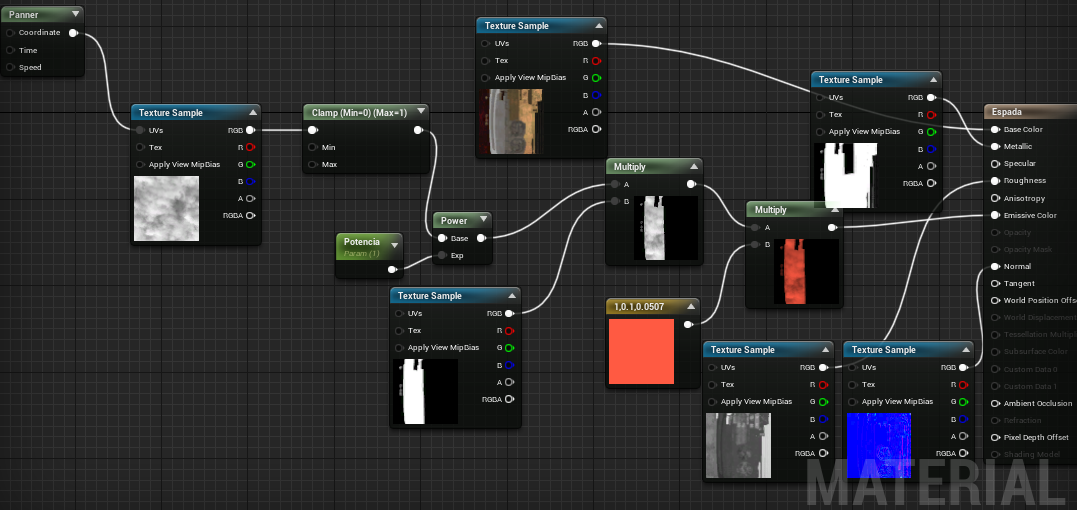 Panner
Coordinate
Time
Speed
Texture Sample
UVs RGB
Tex R
Apply View MipBias G
B
A
RGBA
Clamp (Min=0) (Max=1)
Min
Max
Potencia
Param (1)
Power
Base
Exp
Texture Sample
UVs RGB
Tex R
Apply View MipBias G
B
A
RGBA
Texture Sample
UVs RGB
Tex R
Apply View MipBias G
B
A
RGBA
Multiply
A
B
1,0.1,0.0507
Multiply
A
B
Texture Sample
UVs RGB
Tex R
Apply View MipBias G
B
A
RGBA
Texture Sample
UVs RGB
Tex R
Apply View MipBias G
B
A
RGBA
Texture Sample
UVs RGB
Tex R
Apply View MipBias G
B
A
RGBA
Espada
Base Color
Metallic
Specular
Roughness
Anisotropy
Emissive Color
Opacity
Opacity Mask
Normal
Tangent
World Position Offs
World Displacement
Tessellation Multipl
Subsurface Color
Custom Data 0
Custom Data 1
Ambient Occlusion
Refraction
Pixel Depth Offset
Shading Model
MATERIAL